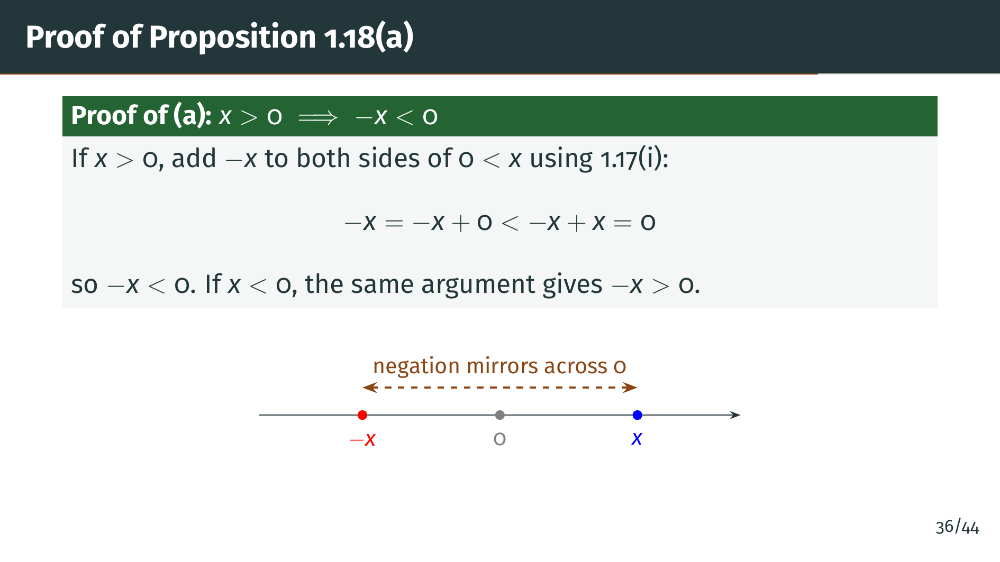 Proof of Proposition 1.18(a)
Proof of (a): x > 0 ⟹ −x < 0
If x > 0, add −x to both sides of 0 < x using 1.17(i):
−x = −x + 0 < −x + x = 0
so −x < 0. If x < 0, the same argument gives −x > 0.
negation mirrors across 0
−x 0 x
36/44